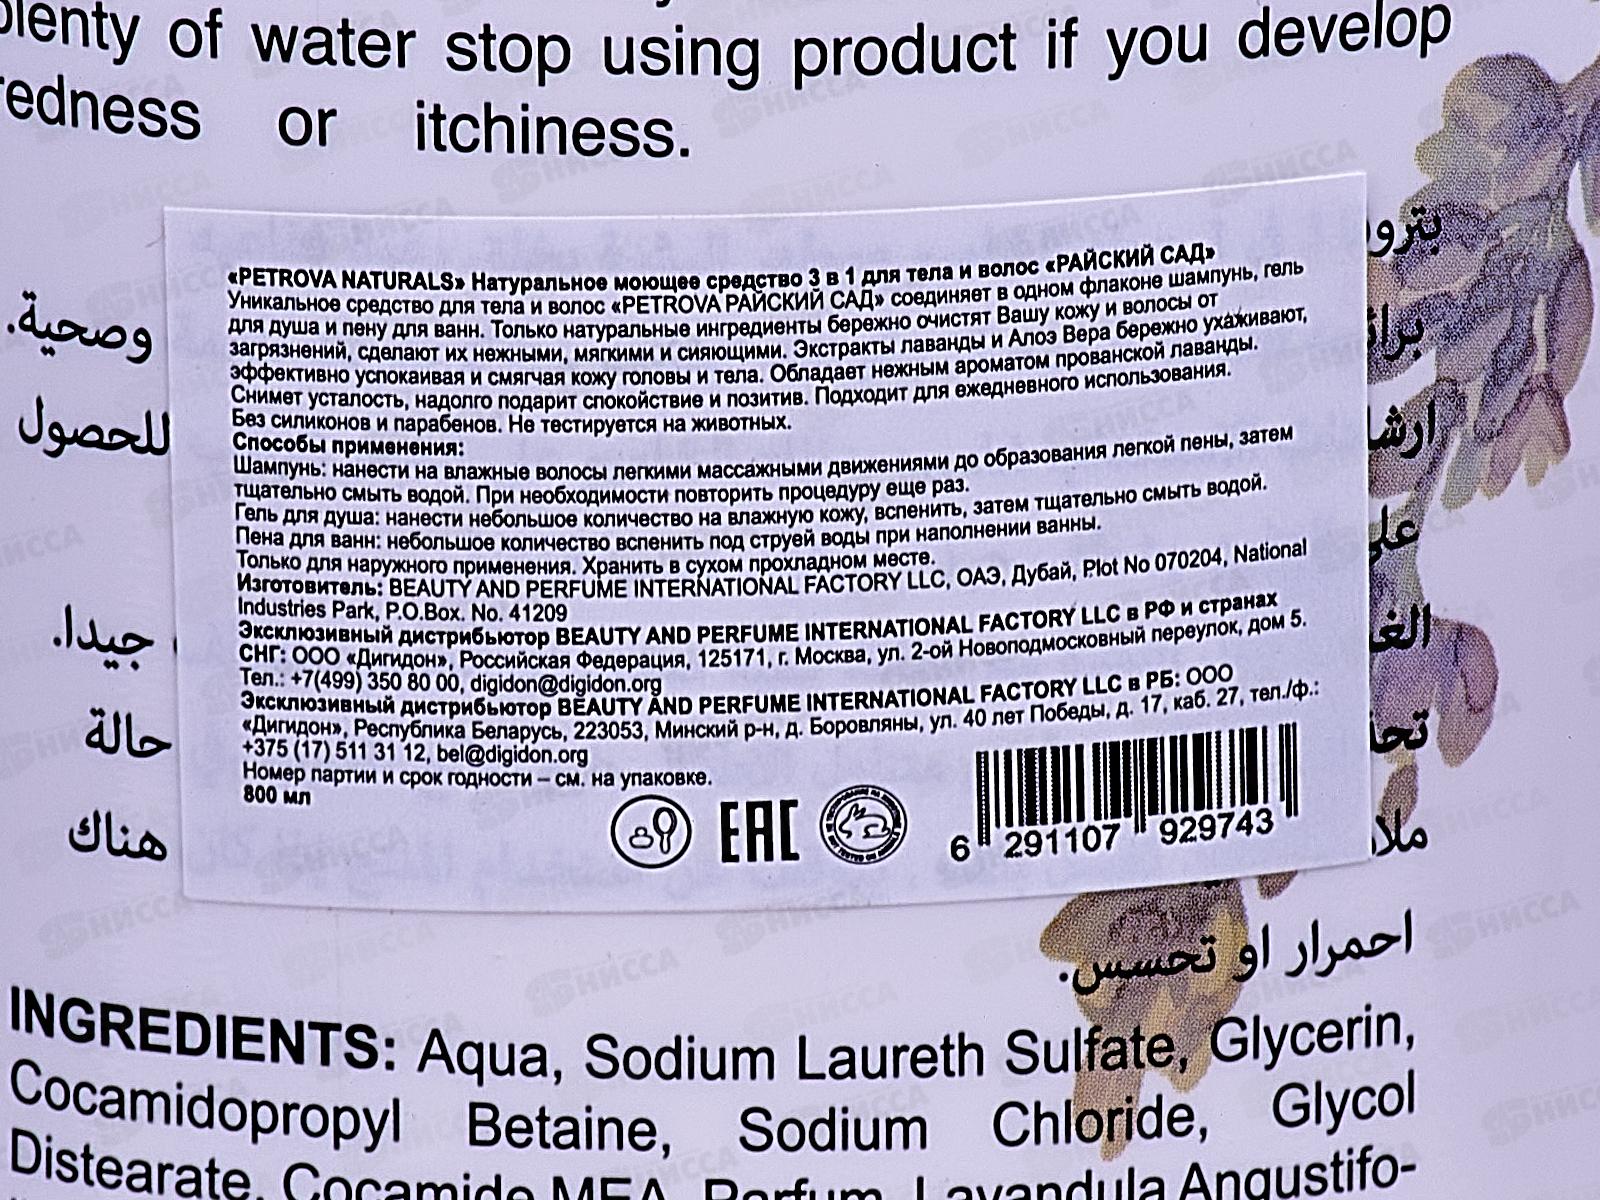 plenty of water stop using product if you develop
redness or itchiness.
«PETROVA NATURALS» Натуральное моющее средство 3 в 1 для тела и волос «РАЙСКИЙ САД»
Уникальное средство для тела и волос «PETROVA РАЙСКИЙ САД» соединяет в одном флаконе шампунь, гель
для душа и пену для ванн. Только натуральные ингредиенты бережно очистят Вашу кожу и волосы от
загрязнений, сделают их нежными, мягкими и сияющими. Экстракты лаванды и Алоэ Вера бережно ухаживают,
эффективно успокаивая и смягчая кожу головы и тела. Обладает нежным ароматом прованской лаванды.
Снимет усталость, надолго подарит спокойствие и позитив. Подходит для ежедневного использования.
Без силиконов и парабенов. Не тестируется на животных.
Способы применения:
Шампунь: нанести на влажные волосы легкими массажными движениями до образования легкой пены, затем
тщательно смыть водой. При необходимости повторить процедуру еще раз.
Гель для душа: нанести небольшое количество на влажную кожу, вспенить, затем тщательно смыть водой.
Пена для ванн: небольшое количество вспенить под струей воды при наполнении ванны.
Только для наружного применения. Хранить в сухом прохладном месте.
Изготовитель: BEAUTY AND PERFUME INTERNATIONAL FACTORY LLC, ОАЭ, Дубай, Plot No 070204, National
Industries Park, P.O.Box. No. 41209
Эксклюзивный дистрибьютор BEAUTY AND PERFUME INTERNATIONAL FACTORY LLC в РФ и странах
СНГ: ООО «Дигидон», Российская Федерация, 125171, г. Москва, ул. 2-ой Новоподмосковный переулок, дом 5.
Тел.: +7(499) 350 80 00, digidon@digidon.org
Эксклюзивный дистрибьютор BEAUTY AND PERFUME INTERNATIONAL FACTORY LLC в РБ: ООО
«Дигидон», Республика Беларусь, 223053, Минский р-н, д. Боровляны, ул. 40 лет Победы, д. 17, каб. 27, тел./ф.:
+375 (17) 511 31 12, bel@digidon.org
Номер партии и срок годности – см. на упаковке.
800 мл
EAC
6 291107 929743
وصحية.
للحصول
جيدا.
حالة
هناك
احمرار او تحسس.
INGREDIENTS: Aqua, Sodium Laureth Sulfate, Glycerin,
Cocamidopropyl Betaine, Sodium Chloride, Glycol
Distearate, Cocamide MEA, Parfum, Lavandula Angustifo-